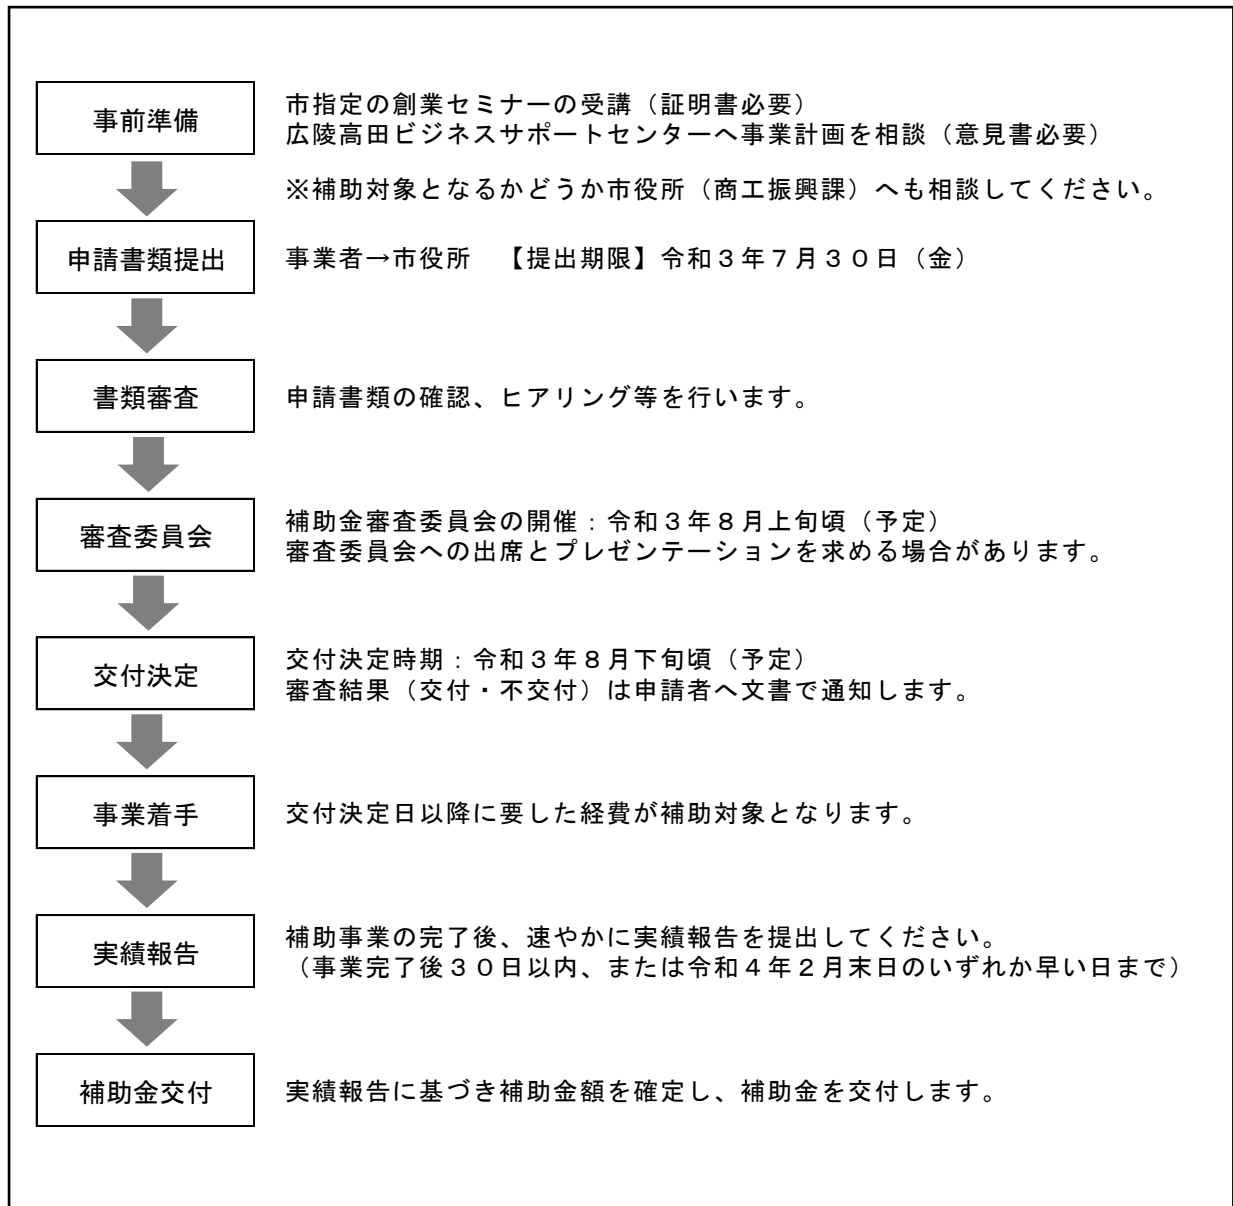 事前準備
市指定の創業セミナーの受講（証明書必要）
広陵高田ビジネスサポートセンターへ事業計画を相談（意見書必要）
※補助対象となるかどうか市役所（商工振興課）へも相談してください。
申請書類提出
事業者→市役所　【提出期限】令和３年７月３０日（金）
書類審査
申請書類の確認、ヒアリング等を行います。
審査委員会
補助金審査委員会の開催：令和３年８月上旬頃（予定）
審査委員会への出席とプレゼンテーションを求める場合があります。
交付決定
交付決定時期：令和３年８月下旬頃（予定）
審査結果（交付・不交付）は申請者へ文書で通知します。
事業着手
交付決定日以降に要した経費が補助対象となります。
実績報告
補助事業の完了後、速やかに実績報告を提出してください。
（事業完了後３０日以内、または令和４年２月末日のいずれか早い日まで）
補助金交付
実績報告に基づき補助金額を確定し、補助金を交付します。